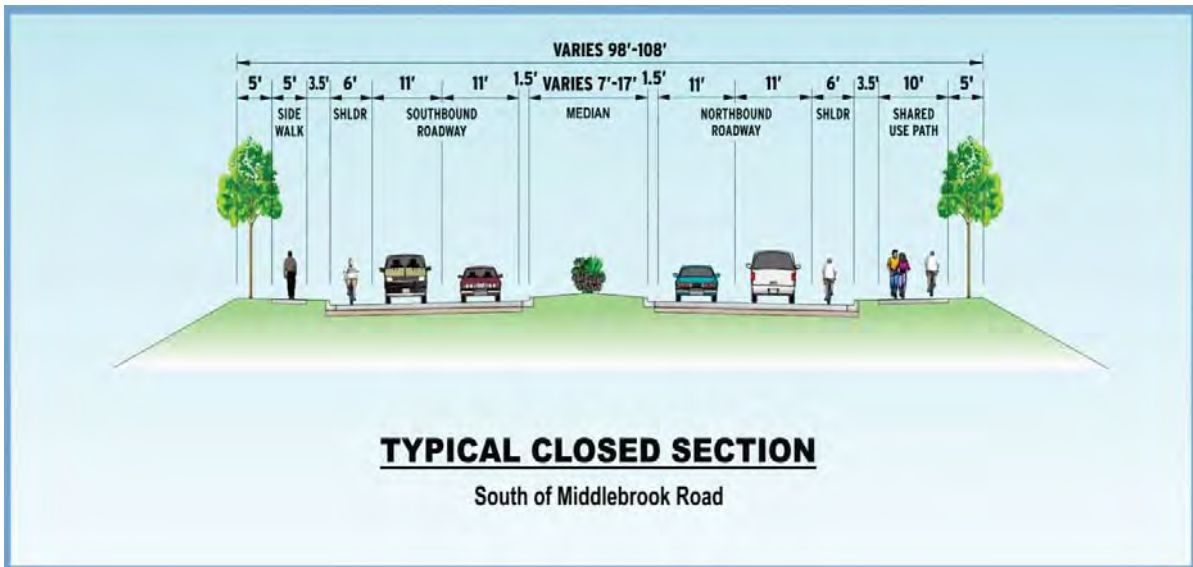 VARIES 98'-108'
5' 5' 3.5' 6' 11' 11' 1.5' VARIES 7'-17' 1.5' 11' 11' 6' 3.5' 10' 5'
SIDE WALK
SHLDR
SOUTHBOUND
ROADWAY
MEDIAN
NORTHBOUND
ROADWAY
SHLDR
SHARED
USE PATH
TYPICAL CLOSED SECTION
South of Middlebrook Road